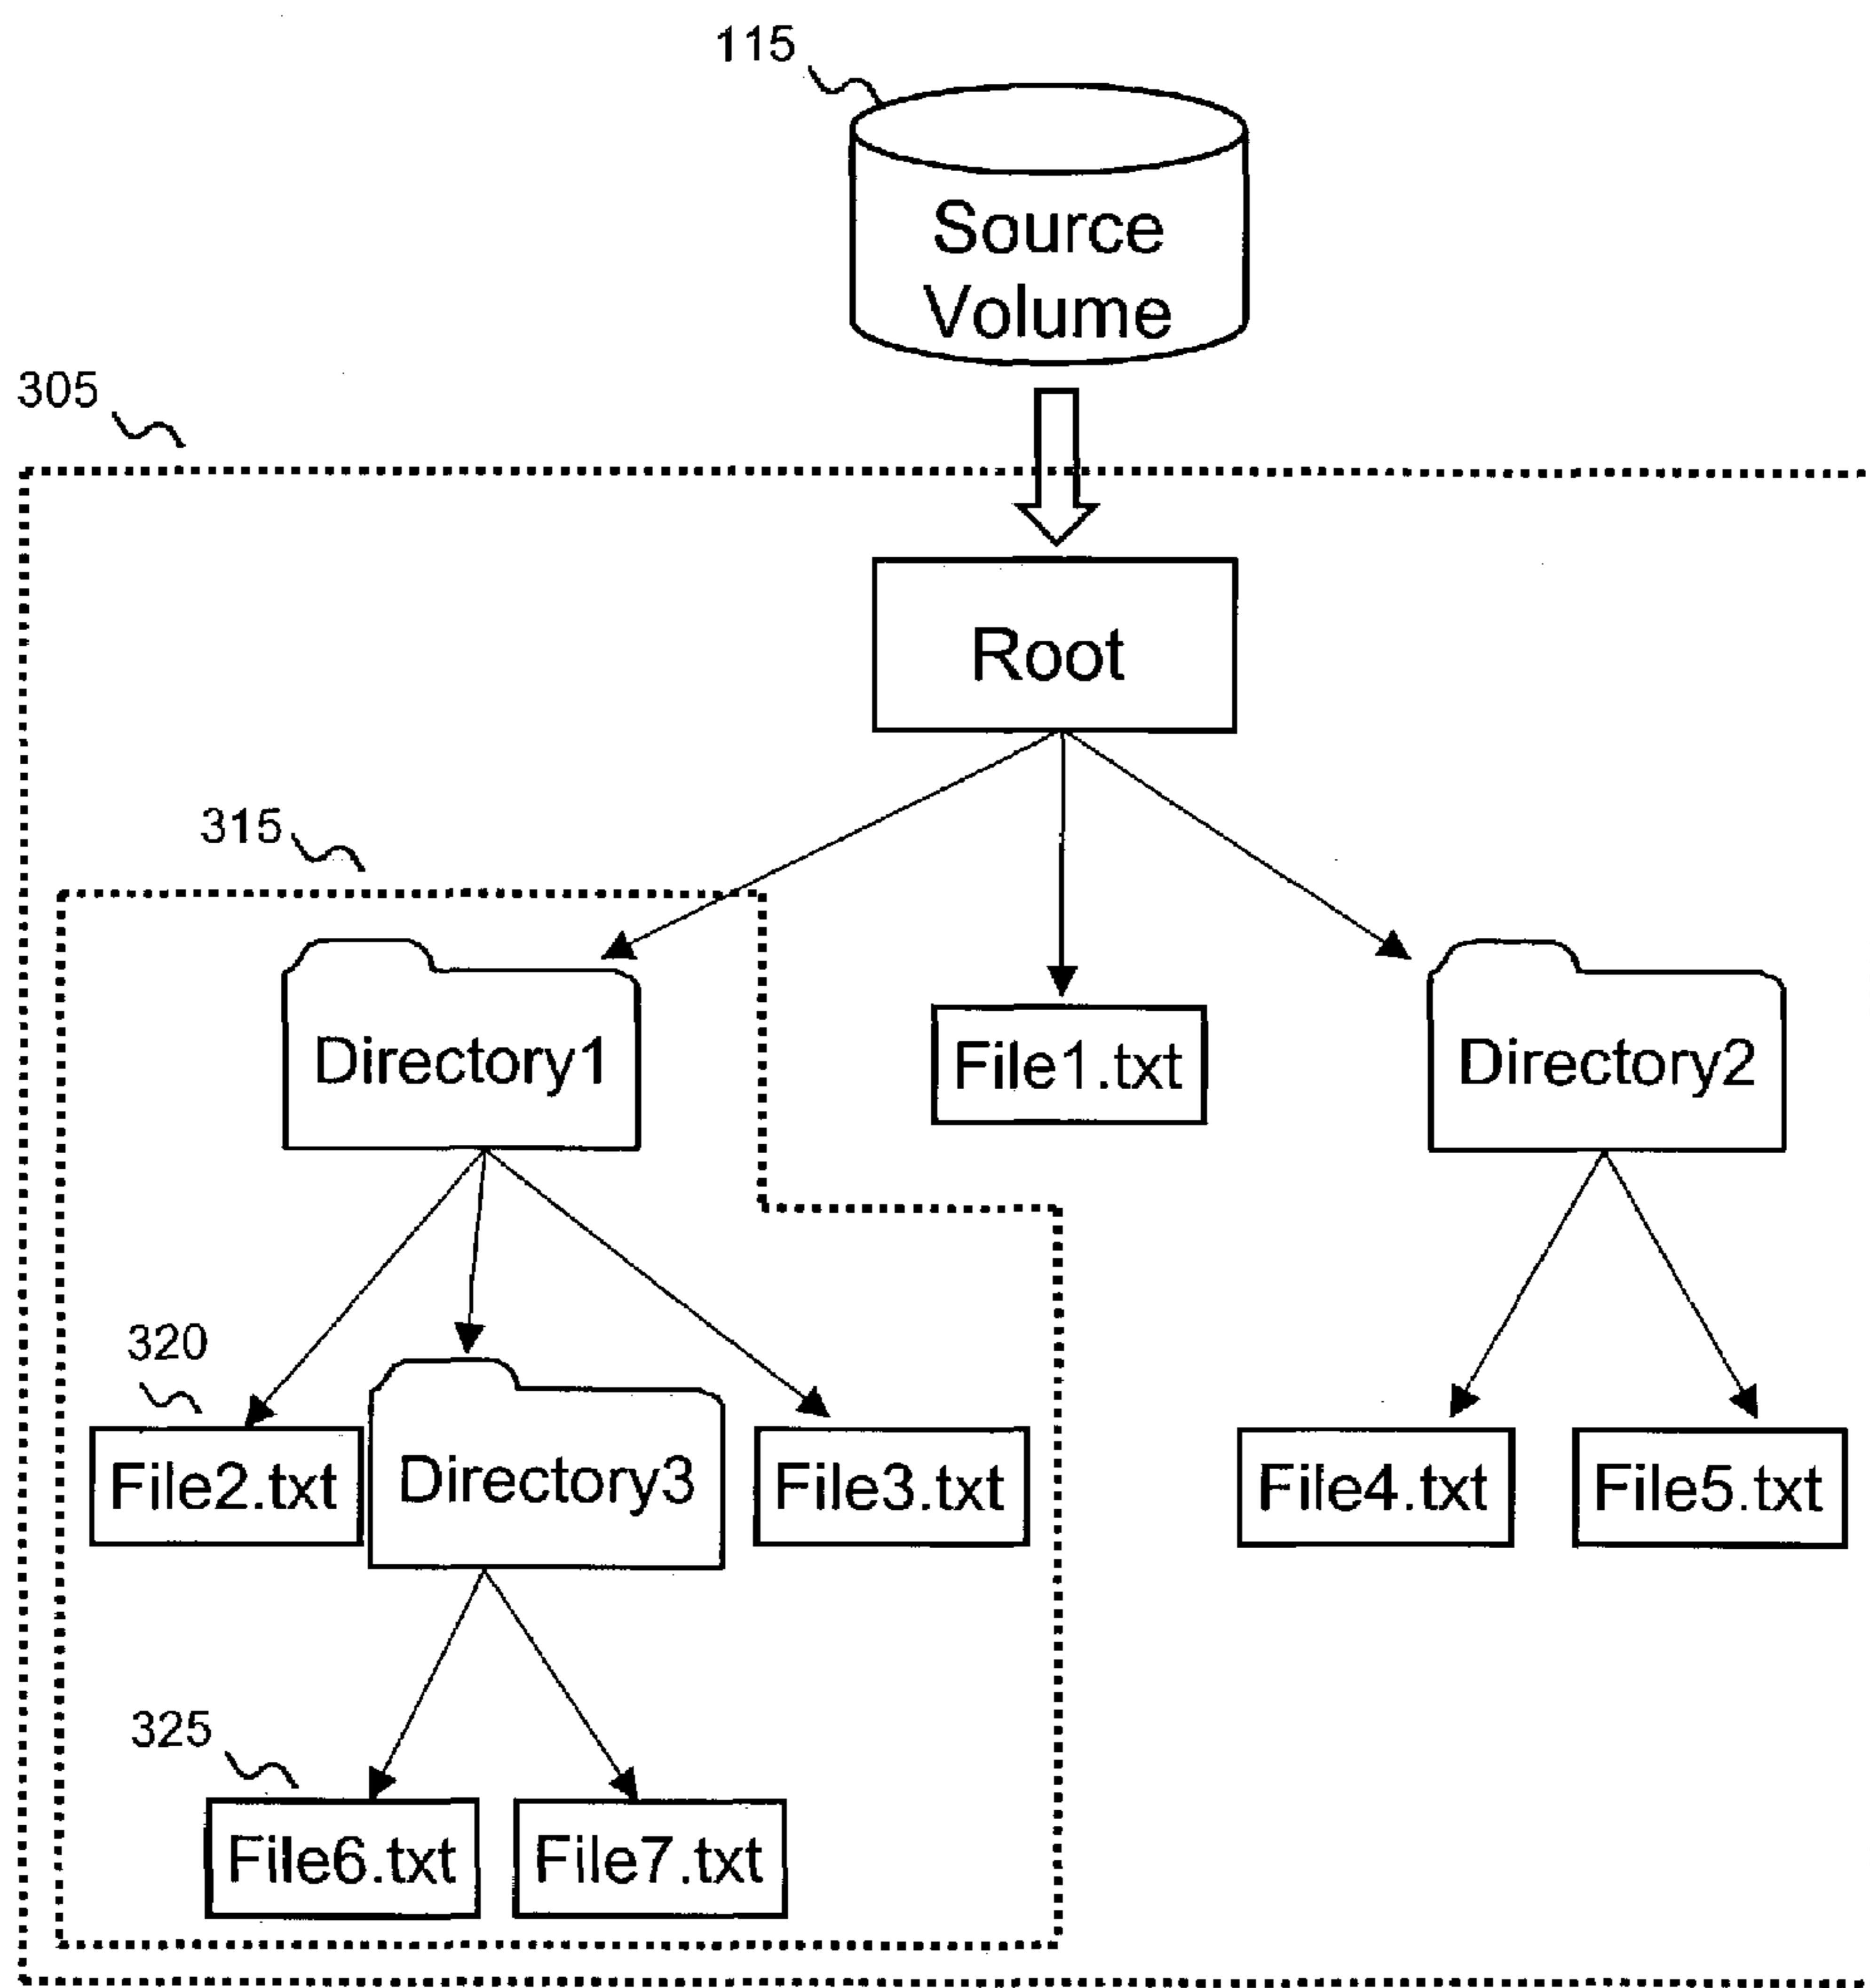 115
Source
Volume
305
Root
315
Directory1
File1.txt
Directory2
320
File2.txt
Directory3
File3.txt
File4.txt
File5.txt
325
File6.txt
File7.txt